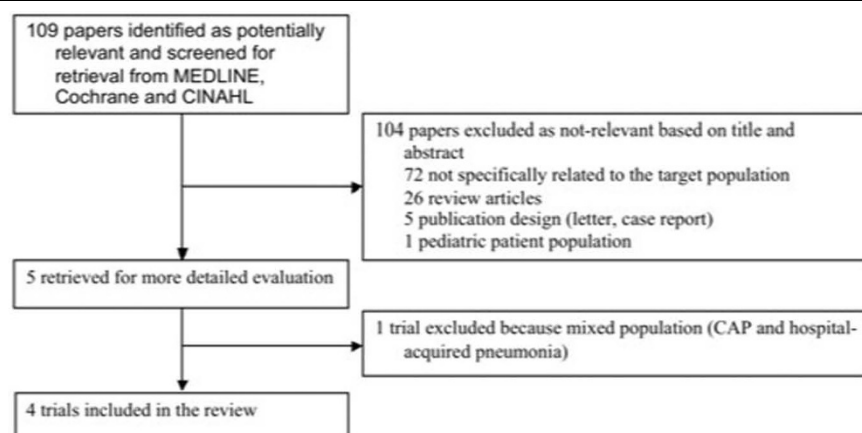 109 papers identified as potentially
relevant and screened for
retrieval from MEDLINE,
Cochrane and CINAHL
104 papers excluded as not-relevant based on title and
abstract
72 not specifically related to the target population
26 review articles
5 publication design (letter, case report)
1 pediatric patient population
5 retrieved for more detailed evaluation
1 trial excluded because mixed population (CAP and hospital-
acquired pneumonia)
4 trials included in the review